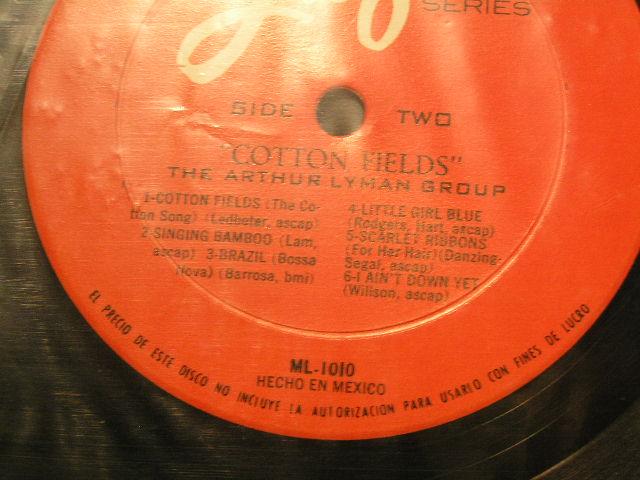 SERIES
SIDE TWO
"COTTON FIELDS"
THE ARTHUR LYMAN GROUP
1-COTTON FIELDS (The Co-
tton Song) (Ledbeter, ascap)
2-SINGING BAMBOO (Lam,
ascap) 3-BRAZIL (Bossa
Nova) (Barrosa, bmi)
4-LITTLE GIRL BLUE
(Rodgers, Hart, ascap)
5-SCARLET RIBBONS
(For Her Hair)(Danzing-
Segal, ascap)
6-I AIN'T DOWN YET
(Willson, ascap)
ML-1010
HECHO EN MEXICO
EL PRECIO DE ESTE DISCO NO INCLUYE LA AUTORIZACION PARA USARLO CON FINES DE LUCRO